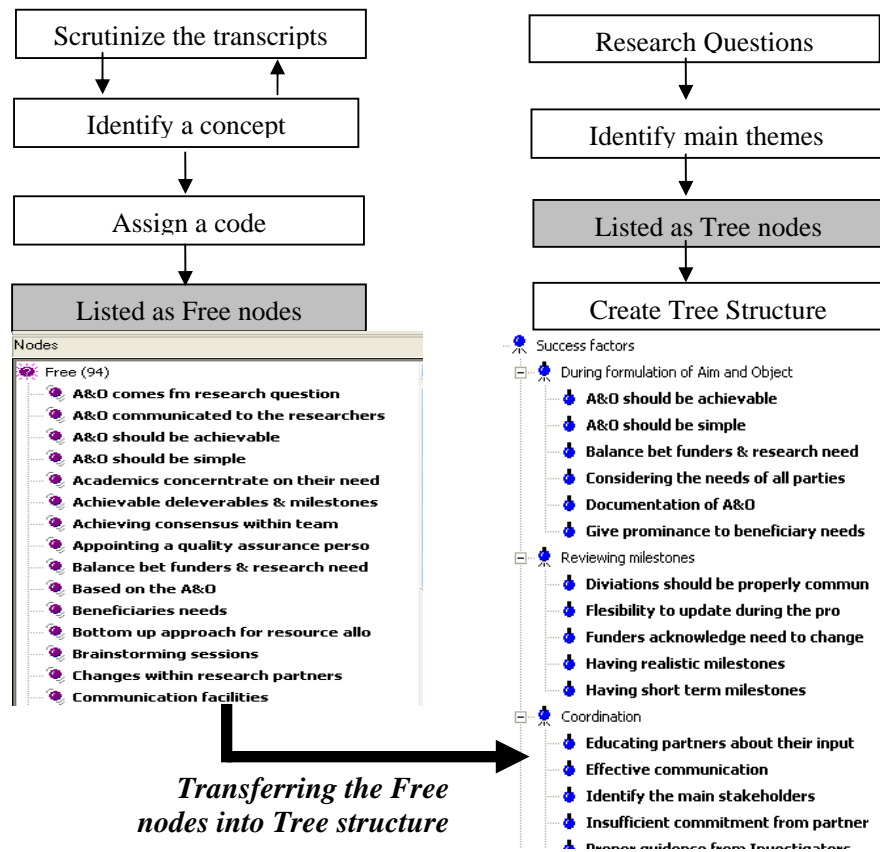 Scrutinize the transcripts
Identify a concept
Assign a code
Listed as Free nodes
Nodes
Free (94)
A&O comes fm research question
A&O communicated to the researchers
A&O should be achievable
A&O should be simple
Academics concerntrate on their need
Achievable deleverables & milestones
Achieving consensus within team
Appointing a quality assurance perso
Balance bet funders & research need
Based on the A&O
Beneficiaries needs
Bottom up approach for resource allo
Brainstorming sessions
Changes within research partners
Communication facilities
Transferring the Free
nodes into Tree structure
Research Questions
Identify main themes
Listed as Tree nodes
Create Tree Structure
Success factors
During formulation of Aim and Object
A&O should be achievable
A&O should be simple
Balance bet funders & research need
Considering the needs of all parties
Documentation of A&O
Give prominance to beneficiary needs
Reviewing milestones
Diviations should be properly commun
Flesibility to update during the pro
Funders acknowledge need to change
Having realistic milestones
Having short term milestones
Coordination
Educating partners about their input
Effective communication
Identify the main stakeholders
Insufficient commitment from partner
Proper guidence from Investigators